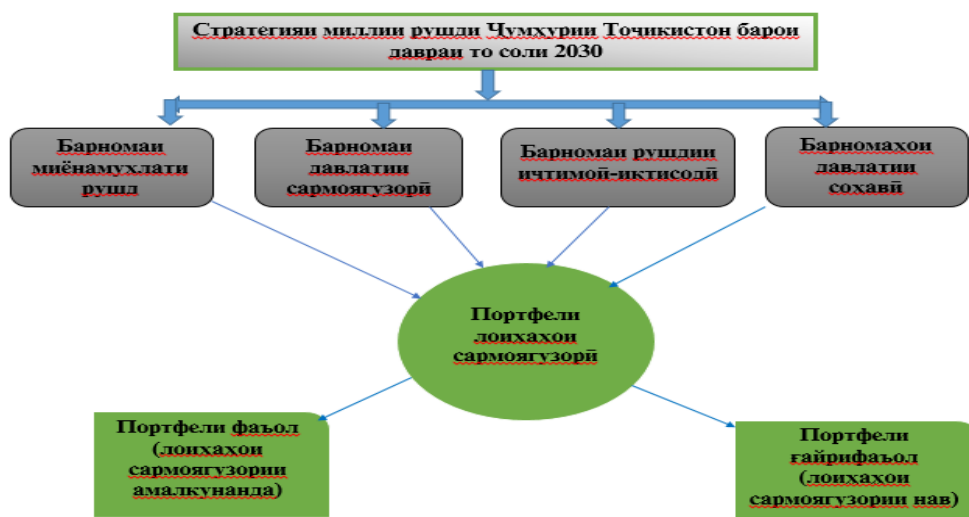 Стратегияи миллии рушди Ҷумҳурии Тоҷикистон барои
давраи то соли 2030
Барномаи
миёнамуҳлати
рушд
Барномаи
давлатии
сармоягузорӣ
Барномаи рушдии
иҷтимоӣ-иқтисодӣ
Барномаҳои
давлатии
соҳавӣ
Портфели
лоиҳаҳои
сармоягузорӣ
Портфели фаъол
(лоиҳаҳои
сармоягузории
амалкунанда)
Портфели
ғайрифаъол
(лоиҳаҳои
сармоягузории нав)